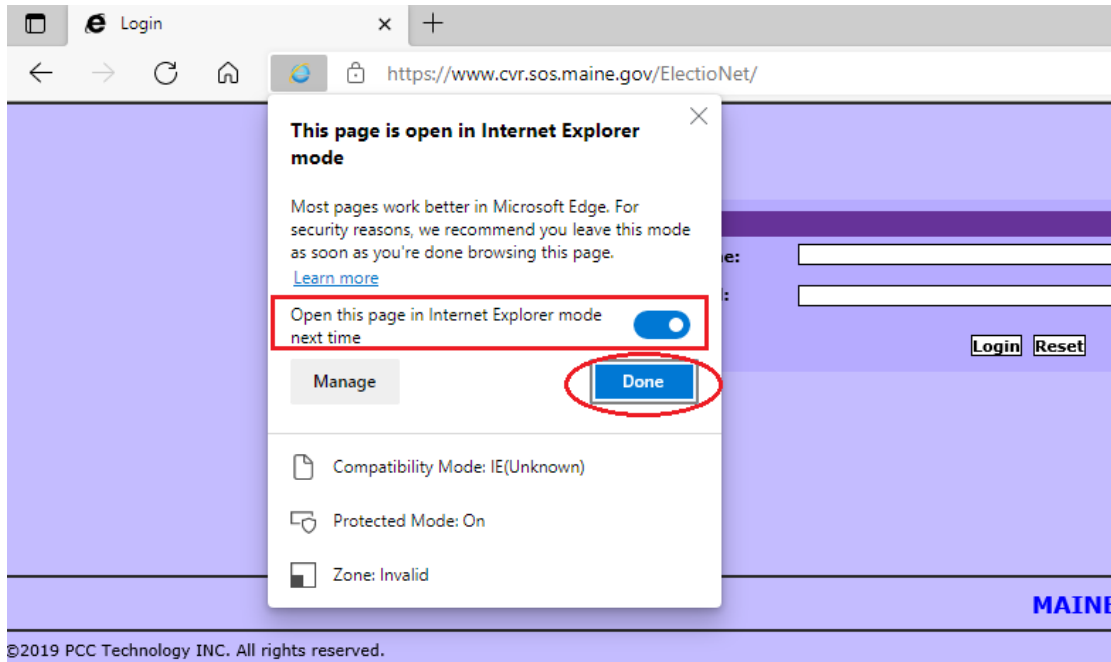 Login
https://www.cvr.sos.maine.gov/ElectioNet/
This page is open in Internet Explorer
mode
Most pages work better in Microsoft Edge. For
security reasons, we recommend you leave this mode
as soon as you're done browsing this page.
Learn more
e:
Open this page in Internet Explorer mode
next time
:
Login Reset
Manage Done
Compatibility Mode: IE(Unknown)
Protected Mode: On
Zone: Invalid
MAINE
©2019 PCC Technology INC. All rights reserved.